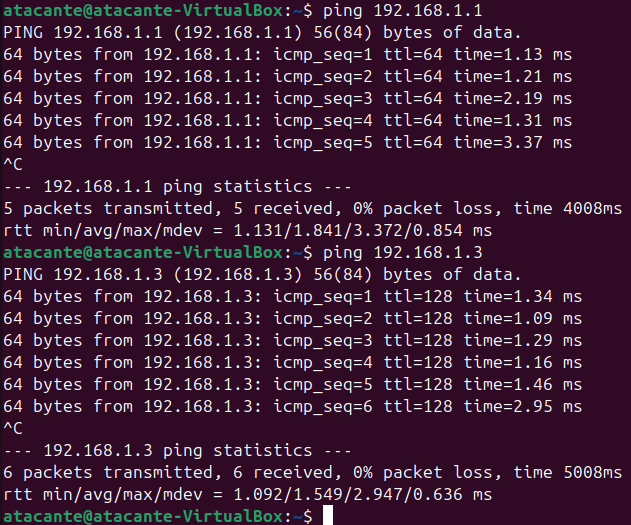 atacante@atacante-VirtualBox:~$ ping 192.168.1.1
PING 192.168.1.1 (192.168.1.1) 56(84) bytes of data.
64 bytes from 192.168.1.1: icmp_seq=1 ttl=64 time=1.13 ms
64 bytes from 192.168.1.1: icmp_seq=2 ttl=64 time=1.21 ms
64 bytes from 192.168.1.1: icmp_seq=3 ttl=64 time=2.19 ms
64 bytes from 192.168.1.1: icmp_seq=4 ttl=64 time=1.31 ms
64 bytes from 192.168.1.1: icmp_seq=5 ttl=64 time=3.37 ms
^C
--- 192.168.1.1 ping statistics ---
5 packets transmitted, 5 received, 0% packet loss, time 4008ms
rtt min/avg/max/mdev = 1.131/1.841/3.372/0.854 ms
atacante@atacante-VirtualBox:~$ ping 192.168.1.3
PING 192.168.1.3 (192.168.1.3) 56(84) bytes of data.
64 bytes from 192.168.1.3: icmp_seq=1 ttl=128 time=1.34 ms
64 bytes from 192.168.1.3: icmp_seq=2 ttl=128 time=1.09 ms
64 bytes from 192.168.1.3: icmp_seq=3 ttl=128 time=1.29 ms
64 bytes from 192.168.1.3: icmp_seq=4 ttl=128 time=1.16 ms
64 bytes from 192.168.1.3: icmp_seq=5 ttl=128 time=1.46 ms
64 bytes from 192.168.1.3: icmp_seq=6 ttl=128 time=2.95 ms
^C
--- 192.168.1.3 ping statistics ---
6 packets transmitted, 6 received, 0% packet loss, time 5008ms
rtt min/avg/max/mdev = 1.092/1.549/2.947/0.636 ms
atacante@atacante-VirtualBox:~$